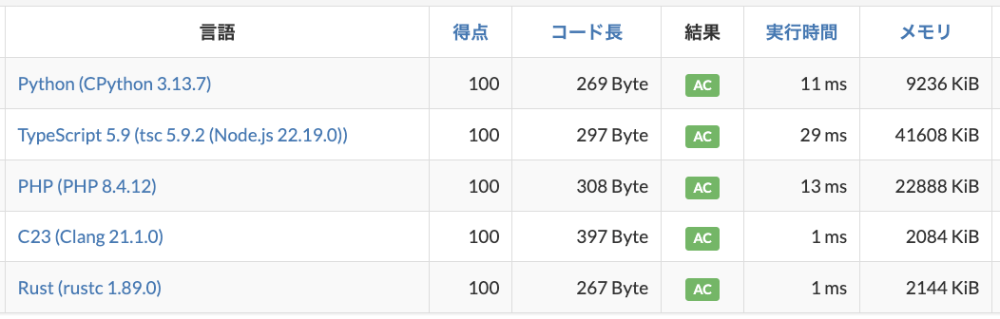 言語 得点 コード長 結果 実行時間 メモリ
Python (CPython 3.13.7) 100 269 Byte AC 11 ms 9236 KiB
TypeScript 5.9 (tsc 5.9.2 (Node.js 22.19.0)) 100 297 Byte AC 29 ms 41608 KiB
PHP (PHP 8.4.12) 100 308 Byte AC 13 ms 22888 KiB
C23 (Clang 21.1.0) 100 397 Byte AC 1 ms 2084 KiB
Rust (rustc 1.89.0) 100 267 Byte AC 1 ms 2144 KiB